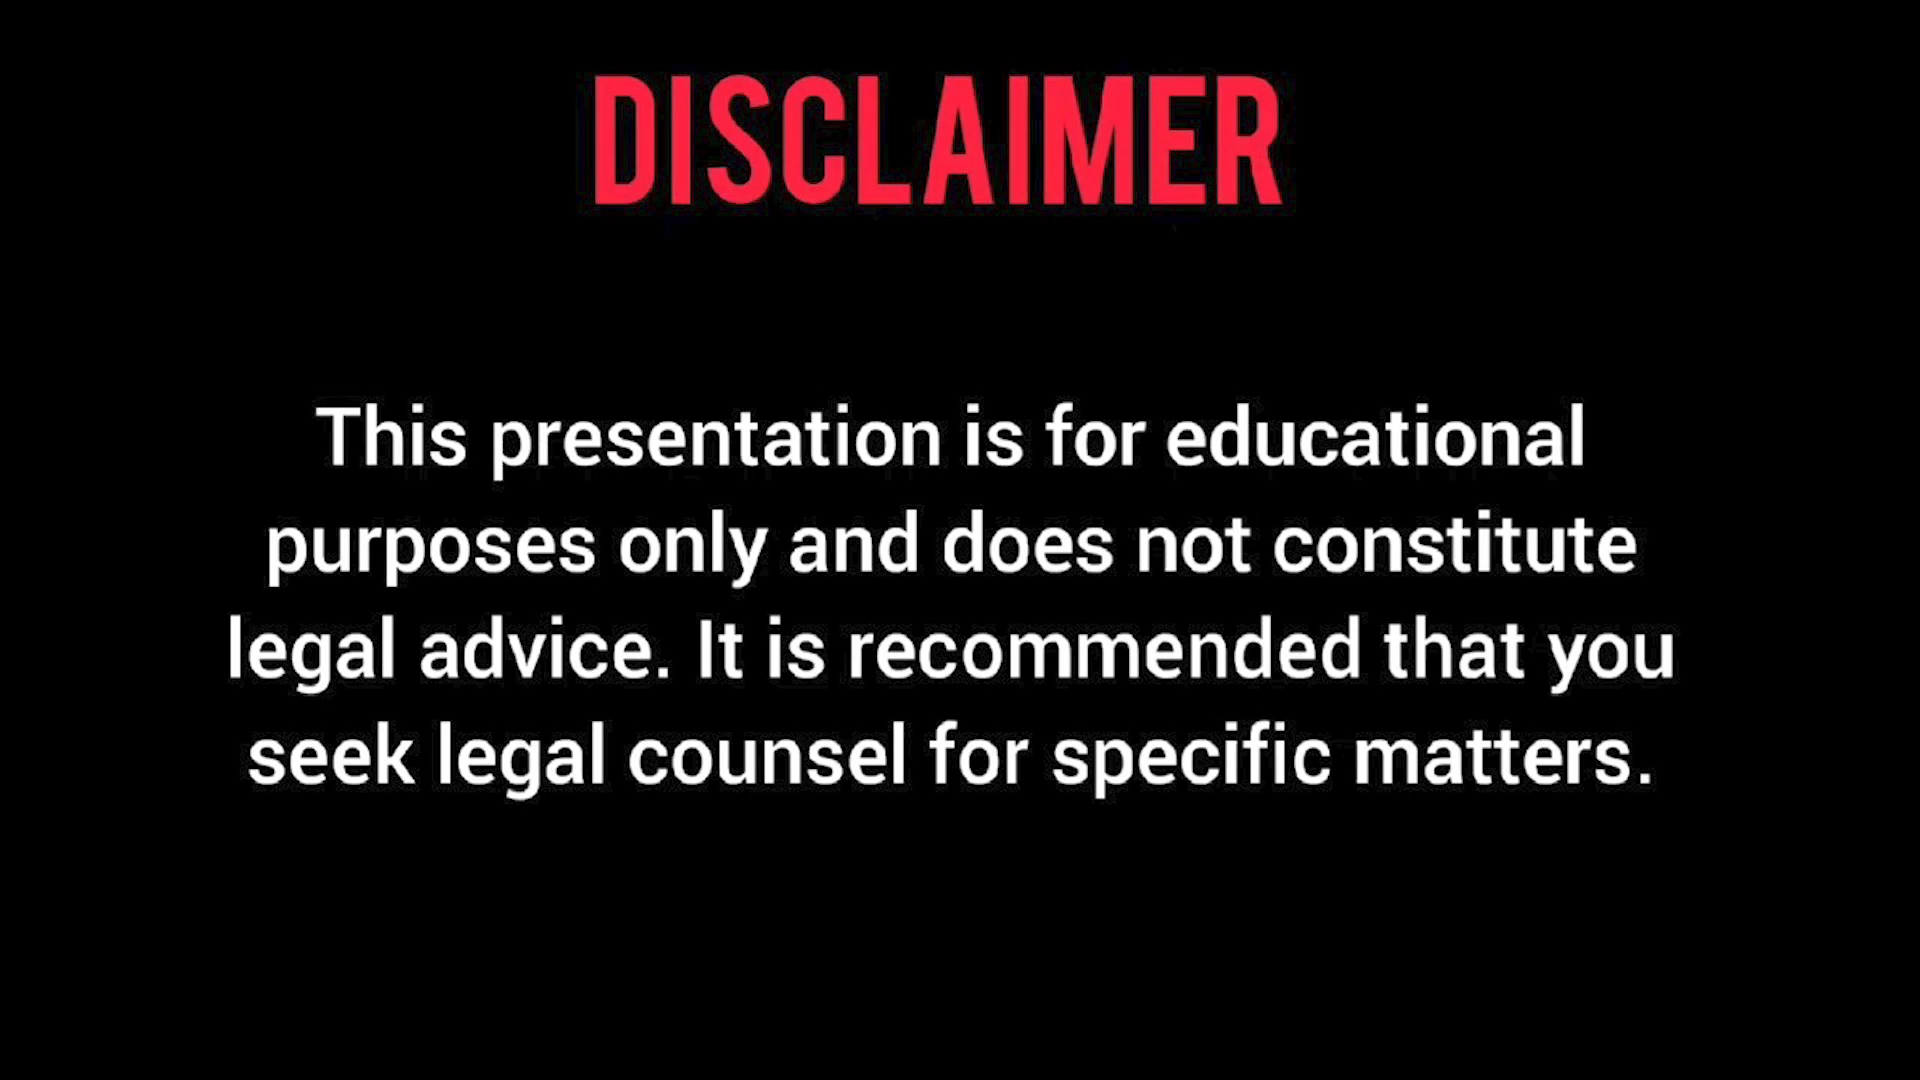 DISCLAIMER
This presentation is for educational
purposes only and does not constitute
legal advice. It is recommended that you
seek legal counsel for specific matters.